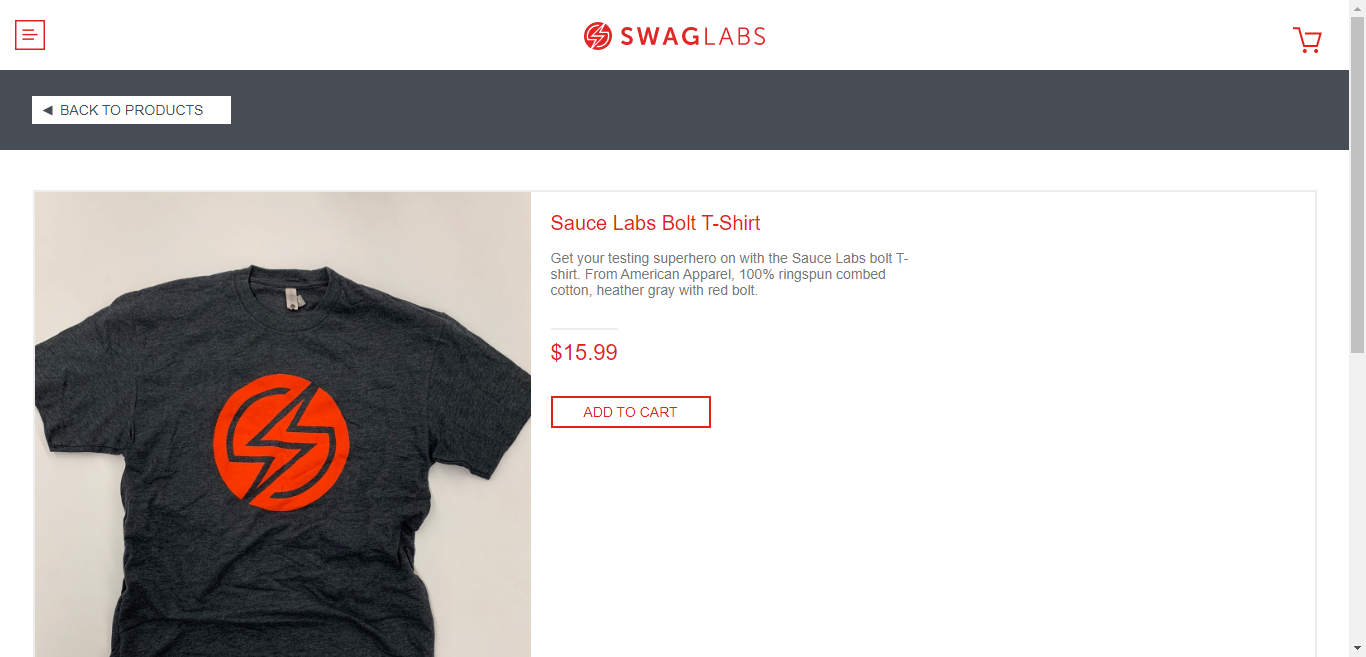 SWAGLABS
◄ BACK TO PRODUCTS
Sauce Labs Bolt T-Shirt
Get your testing superhero on with the Sauce Labs bolt T-
shirt. From American Apparel, 100% ringspun combed
cotton, heather gray with red bolt.
$15.99
ADD TO CART